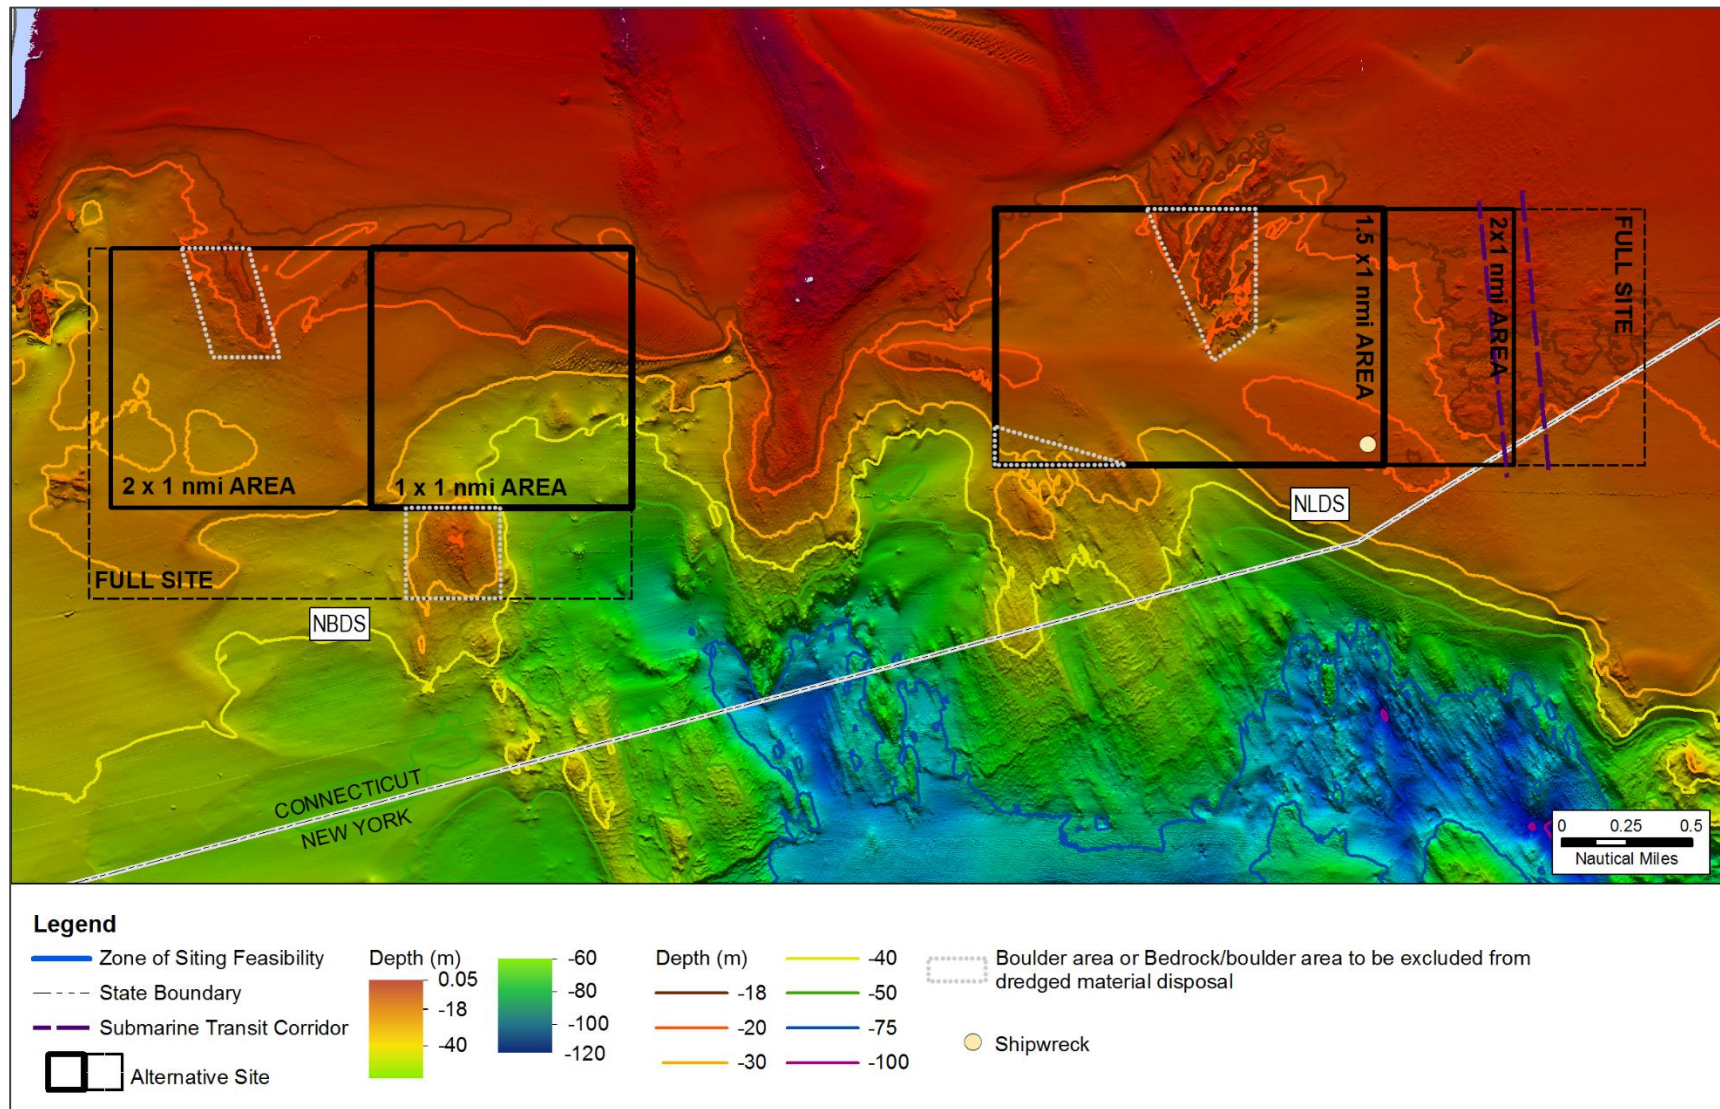 1.5 x1 nmi AREA
2x1 nmi AREA
FULL SITE
2 x 1 nmi AREA
1 x 1 nmi AREA
NLDS
FULL SITE
NBDS
CONNECTICUT
NEW YORK
0 0.25 0.5
Nautical Miles
Legend
Zone of Siting Feasibility
State Boundary
Submarine Transit Corridor
Alternative Site
Depth (m)
0.05
-18
-40
-60
-80
-100
-120
Depth (m)
-18
-20
-30
-40
-50
-75
-100
Boulder area or Bedrock/boulder area to be excluded from
dredged material disposal
Shipwreck